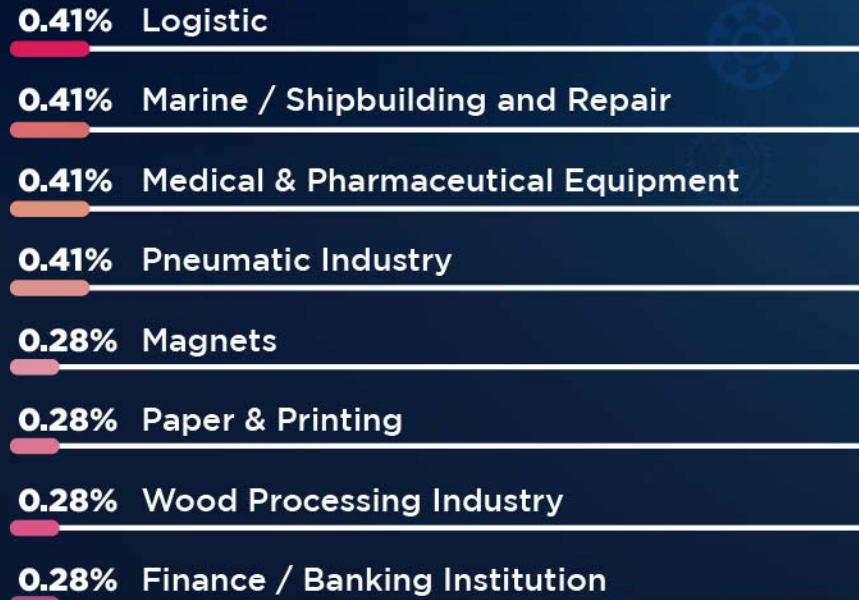 0.41% Logistic
0.41% Marine / Shipbuilding and Repair
0.41% Medical & Pharmaceutical Equipment
0.41% Pneumatic Industry
0.28% Magnets
0.28% Paper & Printing
0.28% Wood Processing Industry
0.28% Finance / Banking Institution